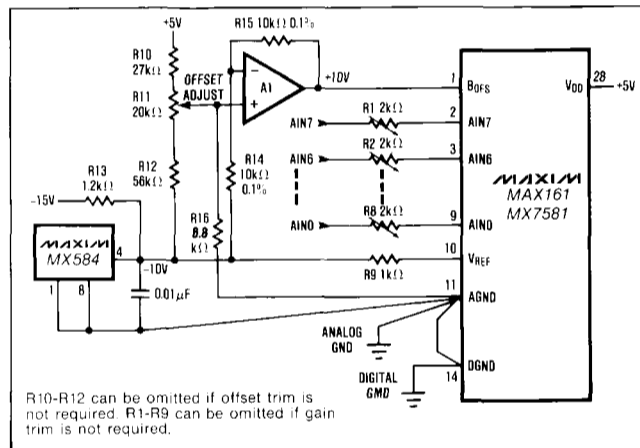 R15 10kΩ 0.1%
+5V
R10
27kΩ
OFFSET
ADJUST
R11
20kΩ
−
+
A1
+10V
1
BOFS
VDD
28
+5V
R1 2kΩ
AIN7
2
AIN7
R2 2kΩ
AIN6
3
AIN6
R12
56kΩ
R13
1.2kΩ
-15V
R14
10kΩ
0.1%
MAXIM
MAX161
MX7581
R16
8.8
kΩ
R8 2kΩ
AIN0
9
AIN0
MAXIM
MX584
4
-10V
10
VREF
R9 1kΩ
11
AGND
1
8
0.01µF
ANALOG
GND
DIGITAL
GMD
14
DGND
R10-R12 can be omitted if offset trim is
not required. R1-R9 can be omitted if gain
trim is not required.